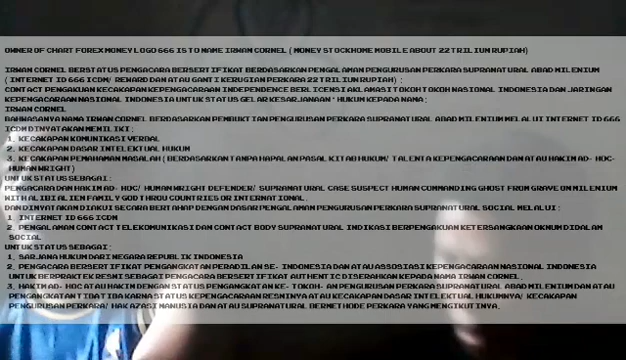 OWNER OF CHART FOREX MONEY LOGO 666 IS TO NAME IRWAN CORNEL ( MONEY STOCKHOME MOBILE ABOUT 22 TRILIUM RUPIAH)
IRWAN CORNEL BERSTATUS PENGACARA BERSERTIFIKAT BERDASARKAN PENGALAMAN PENGURUSAN PERKARA SUPRANATURAL ABAD MILENIUM
( INTERNET ID 666 ICDM/ REWARD DAN ATAU GANTI KERUGIAN PERKARA 22 TRILIUM RUPIAH) ;
CONTACT PENGAKUAN KECAKAPAN KEPENGACARAAN INDEPENDENCE BERLICENSI AKLAMASI TOKOH TOKOH NASIONAL INDONESIA DAN JARINGAN
KEPENGACARAAN NASIONAL INDONESIA UNTUK STATUS GELAR KESARJANAAN " HUKUM KEPADA NAMA ;
IRWAN CORNEL
BAHWASANYA NAMA IRWAN CORNEL BERDASARKAN PEMBUKTIAN PENGURUSAN PERKARA SUPRANATURAL ABAD MILENIUM MELALUI INTERNET ID 666
ICDM DINYATAKAN MEMILIKI ;
1. KECAKAPAN KOMUNIKASI VERBAL
2. KECAKAPAN DASAR INTELEKTUAL HUKUM
3. KECAKAPAN PEMAHAMAN MASALAH ( BERDASARKAN TANPA HAPALAN PASAL KITAB HUKUM/ TALENTA KEPENGACARAAN DAN ATAU HAKIM AD- HOC-
HUMAN WRIGHT)
UNTUK STATUS SEBAGAI :
PENGACARA DAN HAKIM AD- HOC/ HUMAN WRIGHT DEFENDER/ SUPRANATURAL CASE SUSPECT HUMAN COMMANDING GHOST FROM GRAVE ON MILENIUM
WITH AL IBI ALIEN FAMILY GOD THROU COUNTRIES OR INTERNATIONAL.
DAN DINYATAKAN DIAKUI SECARA BERTAHAP DENGAN DASAR PENGALAMAN PENGURUSAN PERKARA SUPRANATURAL SOCIAL MELALUI ;
1. INTERNET ID 666 ICDM
2. PENGALAMAN CONTACT TELEKOMUNIKASI DAN CONTACT BODY SUPRANATURAL INDIKASI BERPENGAKUAN KETERSANGKAAN OKNUM DIDALAM
SOCIAL
UNTUK STATUS SEBAGAI ;
1. SARJANA HUKUM DARI NEGARA REPUBLIK INDONESIA
2. PENGACARA BERSERTIFIKAT PENGANGKATAN PERADILAN SE- INDONESIA DAN ATAU ASSOSIASI KEPENGACARAAN NASIONAL INDONESIA
UNTUK BERPRAKTEK RESMI SEBAGAI PENGACARA BERSERTIFIKAT AUTHENTIC DISERAHKAN KEPADA NAMA IRWAN CORNEL.
3. HAKIM AD- HOC ATAU HAKIM DENGAN STATUS PENGANGKATAN KE- TOKOH- AN PENGURUSAN PERKARA SUPRANATURAL ABAD MILENIUM DAN ATAU
PENGANGKATAN TIDAK KARNA STATUS KEPENGACARAAN RESMINYA ATAU KECAKAPAN DASAR INTELEKTUAL HUKUMNYA/ KECAKAPAN
PENGURUSAN PERKARA/ HAK AZASI MANUSIA DAN ATAU SUPRANATURAL BERMETHODE PERKARA YANG MENGIKUTINYA.